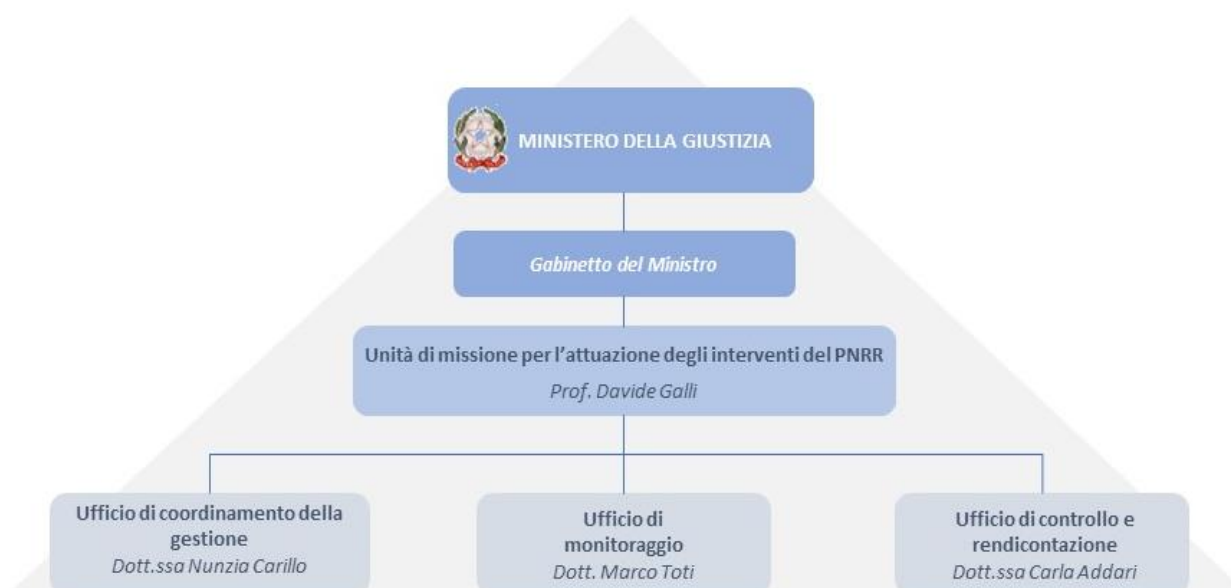 MINISTERO DELLA GIUSTIZIA
Gabinetto del Ministro
Unità di missione per l'attuazione degli interventi del PNRR
Prof. Davide Galli
Ufficio di coordinamento della
gestione
Dott.ssa Nunzia Carillo
Ufficio di
monitoraggio
Dott. Marco Toti
Ufficio di controllo e
rendicontazione
Dott.ssa Carla Addari